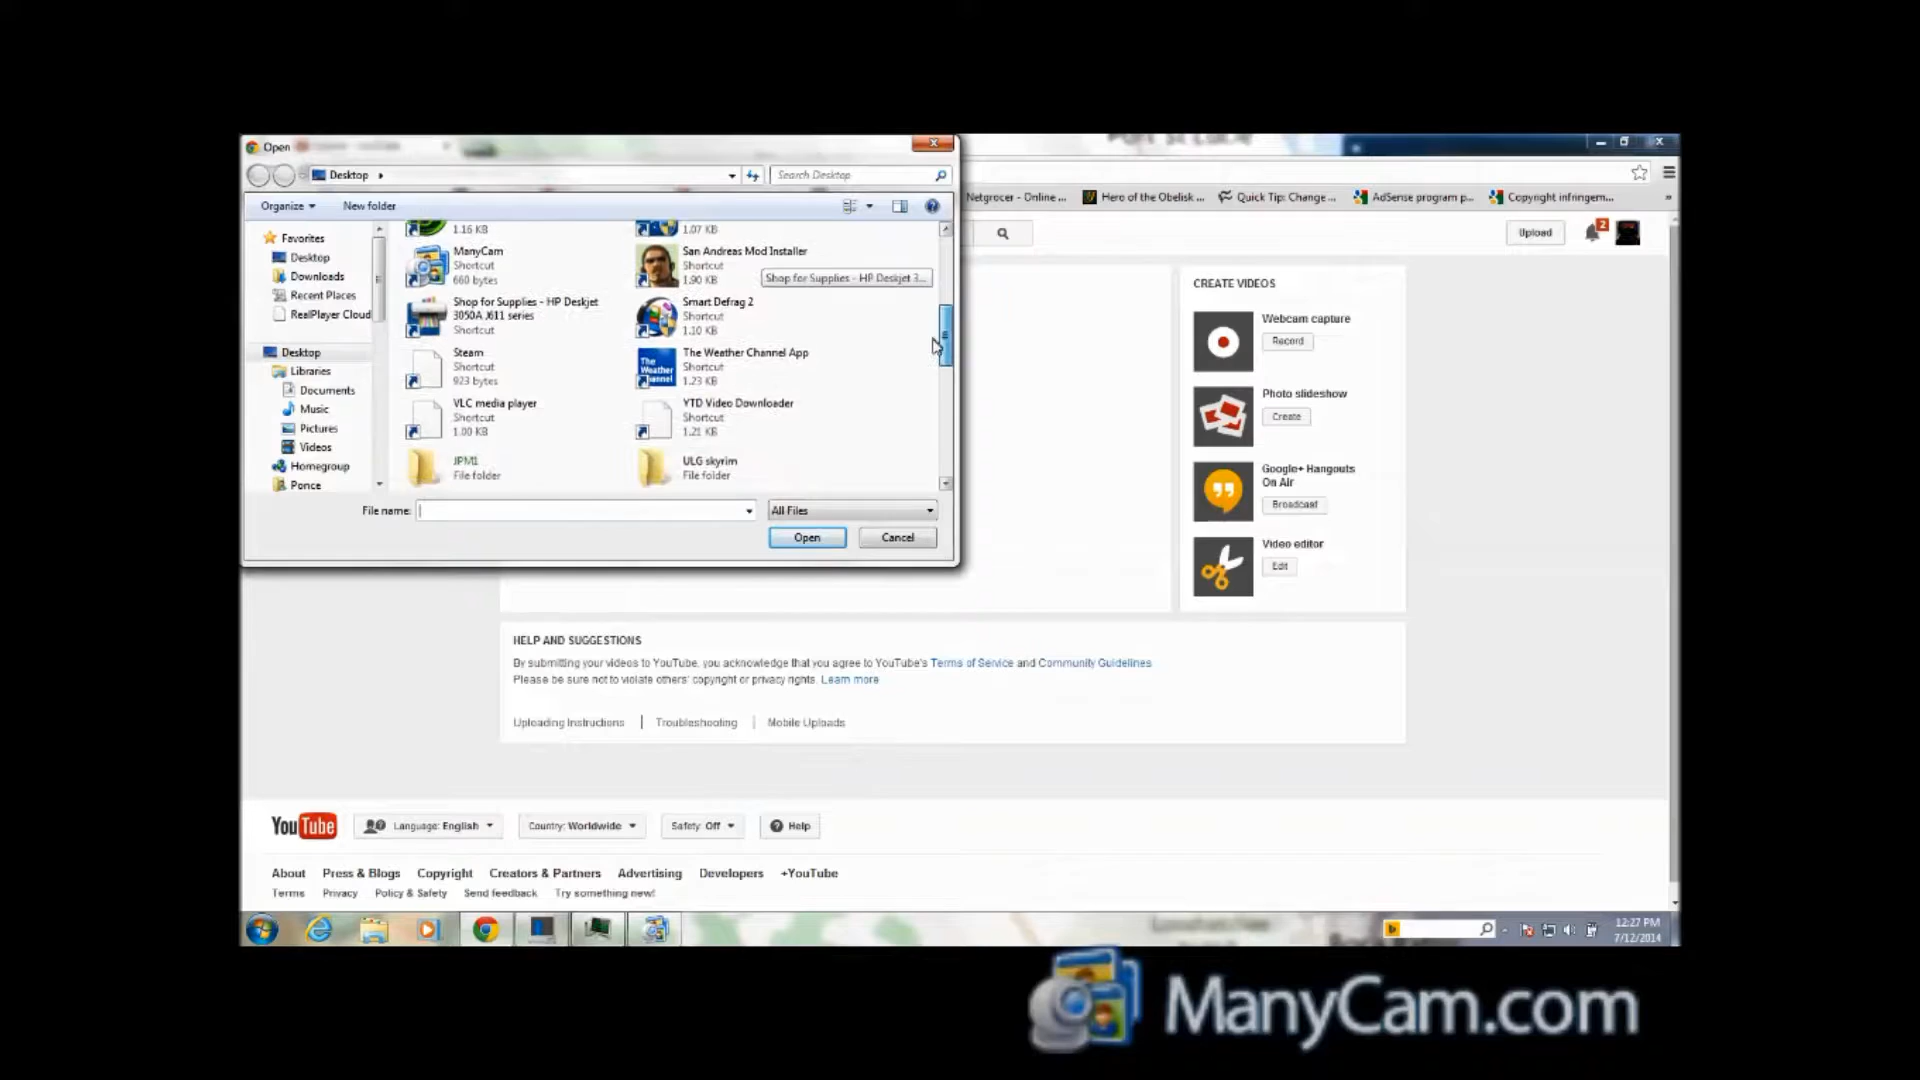 Open
Desktop
Search Desktop
Organize
New folder
Favorites
Desktop
Downloads
Recent Places
RealPlayer Cloud
Desktop
Libraries
Documents
Music
Pictures
Videos
Homegroup
Ponce
1.16 KB
1.07 KB
ManyCam
Shortcut
660 bytes
San Andreas Mod Installer
Shortcut
1.90 KB
Shop for Supplies - HP Deskjet 3...
Shop for Supplies - HP Deskjet
3050A J611 series
Shortcut
Smart Defrag 2
Shortcut
1.10 KB
Steam
Shortcut
923 bytes
The Weather Channel App
Shortcut
1.23 KB
VLC media player
Shortcut
1.00 KB
YTD Video Downloader
Shortcut
1.21 KB
JPM1
File folder
ULG skyrim
File folder
File name:
All Files
Open
Cancel
Netgrocer - Online ...
Hero of the Obelisk ...
Quick Tip: Change ...
AdSense program p...
Copyright infringem...
Upload
2
CREATE VIDEOS
Webcam capture
Record
Photo slideshow
Create
Google+ Hangouts
On Air
Broadcast
Video editor
Edit
HELP AND SUGGESTIONS
By submitting your videos to YouTube, you acknowledge that you agree to YouTube's Terms of Service and Community Guidelines
Please be sure not to violate others' copyright or privacy rights. Learn more
Uploading Instructions | Troubleshooting | Mobile Uploads
YouTube
Language: English
Country: Worldwide
Safety: Off
Help
About Press & Blogs Copyright Creators & Partners Advertising Developers +YouTube
Terms Privacy Policy & Safety Send feedback Try something new!
12:27 PM
7/12/2014
ManyCam.com